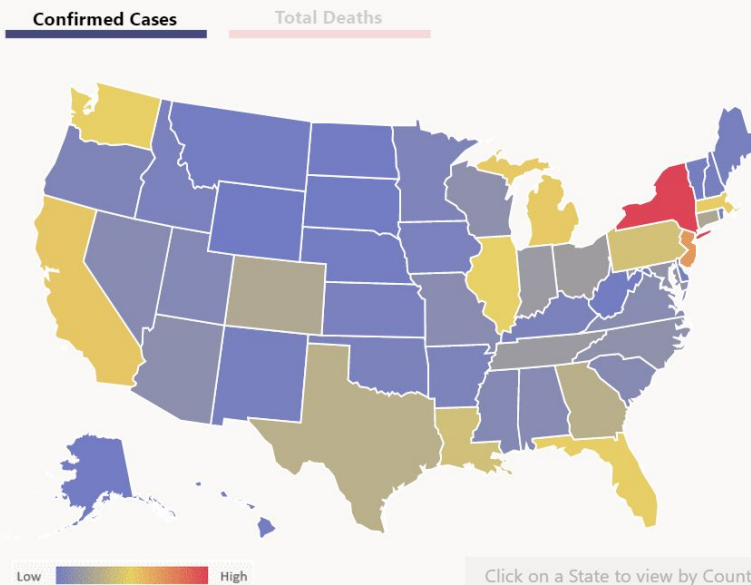 Confirmed Cases
Total Deaths
Low
High
Click on a State to view by Count